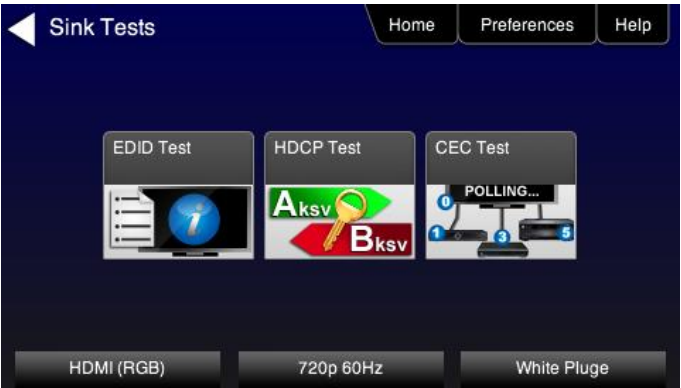 Sink Tests
Home
Preferences
Help
EDID Test
HDCP Test
CEC Test
i
Aksv
Bksv
POLLING...
0
1
3
5
HDMI (RGB)
720p 60Hz
White Pluge